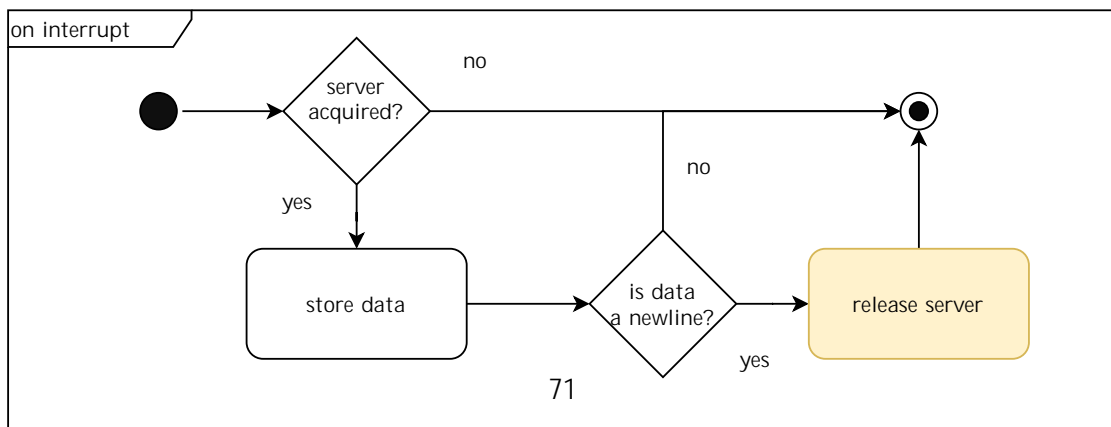 on interrupt
no
server
acquired?
yes
no
store data
is data
a newline?
release server
yes
71